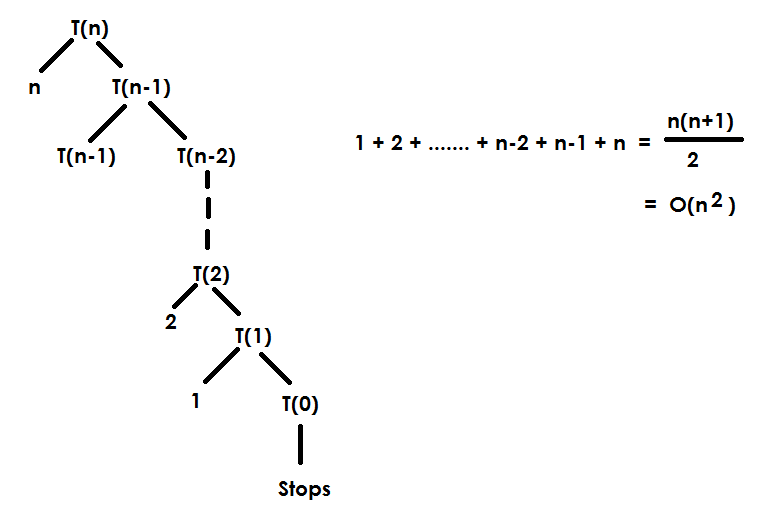 T(n)
n
T(n-1)
T(n-1)
T(n-2)
T(2)
2
T(1)
1
T(0)
Stops
1 + 2 + ....... + n-2 + n-1 + n = n(n+1)
2
= O(n²)